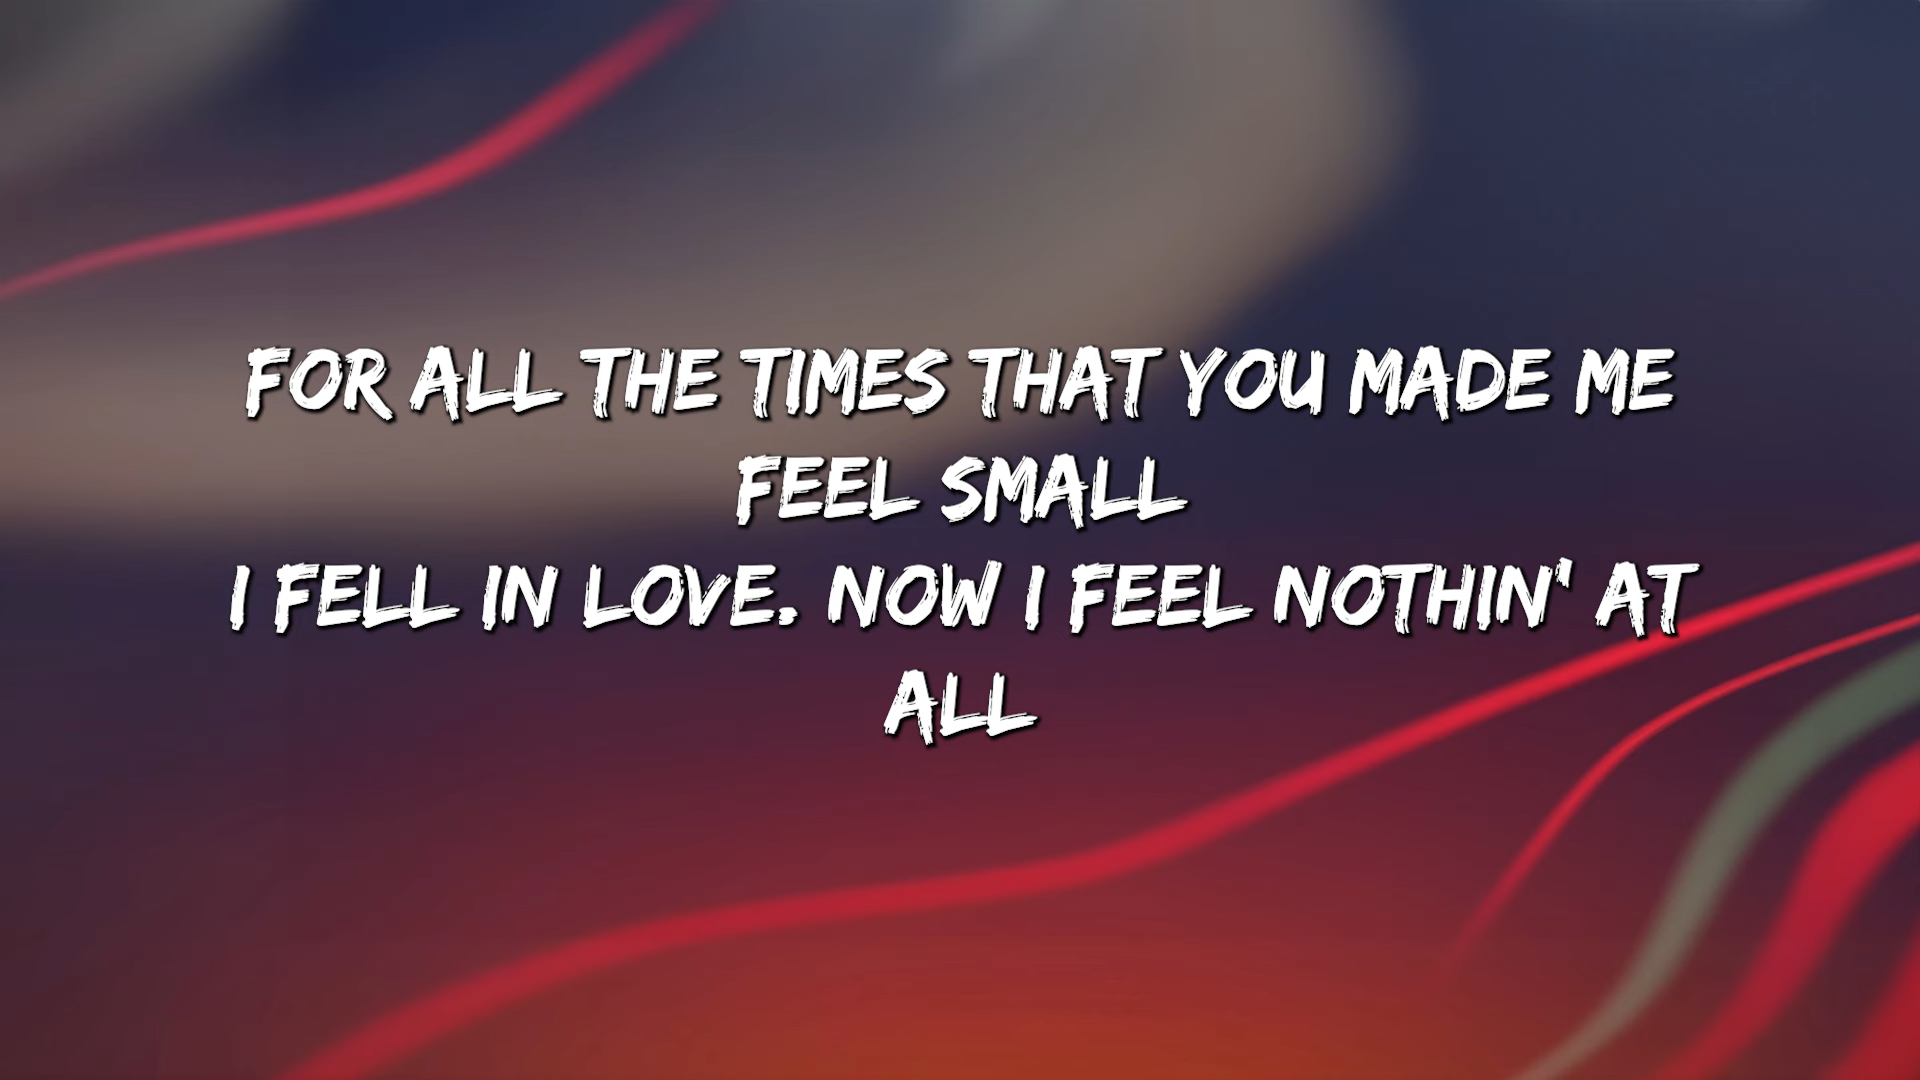 FOR ALL THE TIMES THAT YOU MADE ME
FEEL SMALL
I FELL IN LOVE. NOW I FEEL NOTHIN' AT
ALL